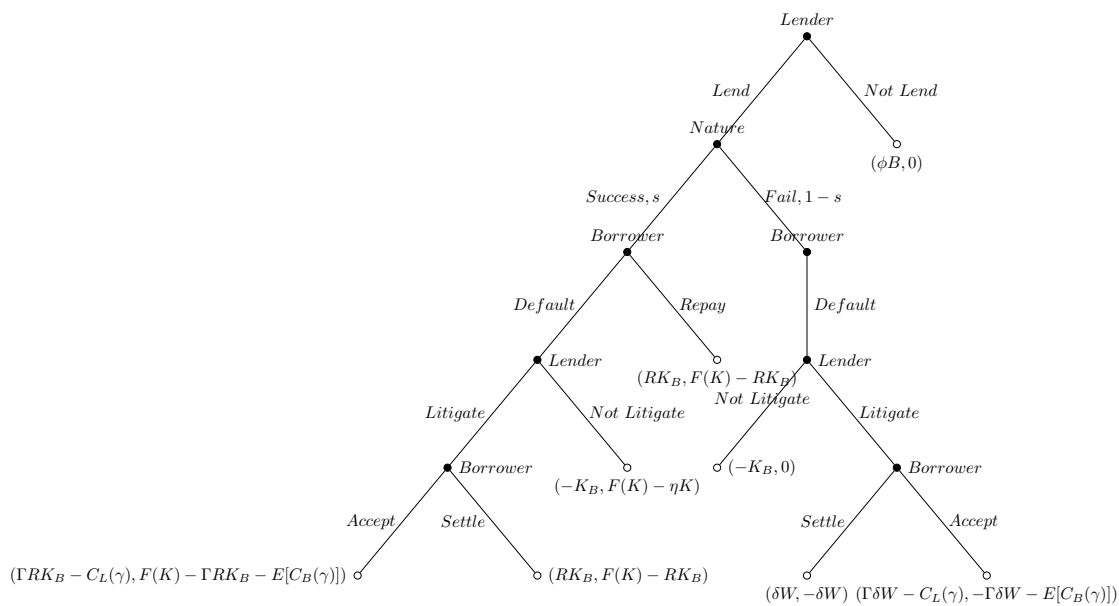 Lender
Lend
Not Lend
Nature
(ϕB, 0)
Success, s
Fail, 1 − s
Borrower
Borrower
Default
Repay
Default
Lender
(RK_B, F(K) − RK_B)
Lender
Litigate
Not Litigate
Not Litigate
Litigate
Borrower
(−K_B, F(K) − ηK)
(−K_B, 0)
Borrower
Accept
Settle
Settle
Accept
(ΓRK_B − C_L(γ), F(K) − ΓRK_B − E[C_B(γ)])
(RK_B, F(K) − RK_B)
(δW, −δW)
(ΓδW − C_L(γ), −ΓδW − E[C_B(γ)])